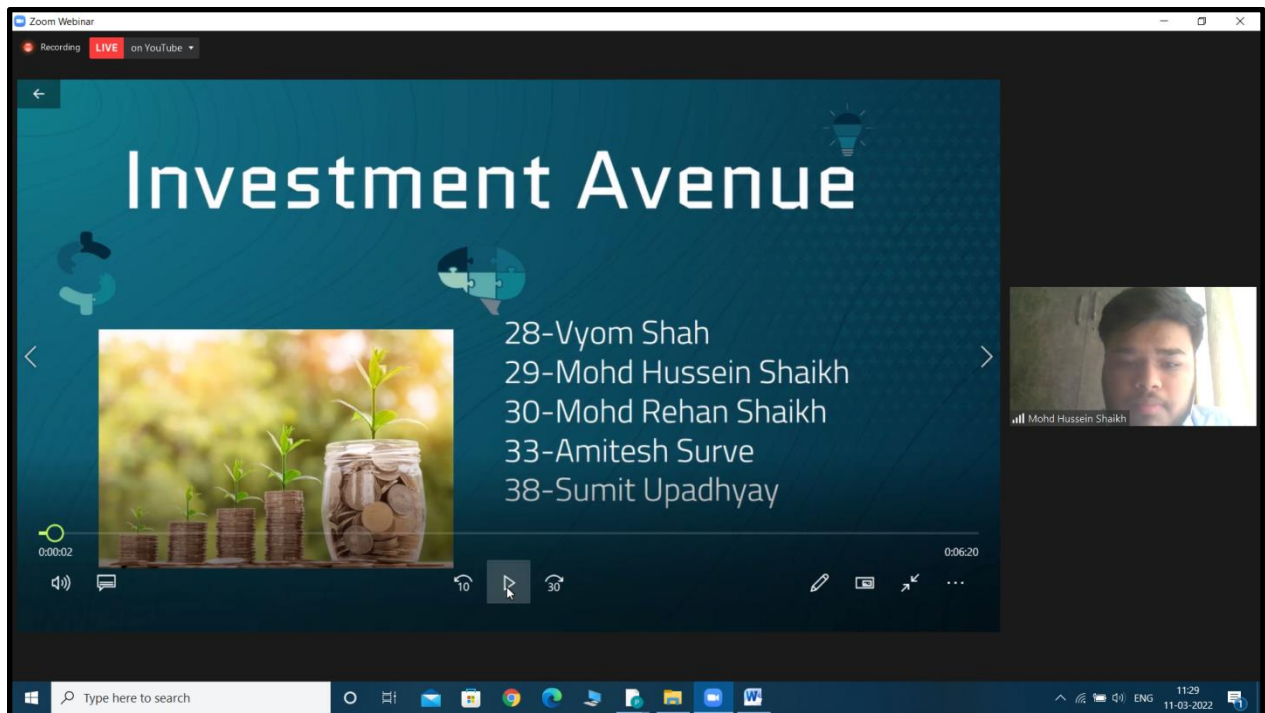 Zoom Webinar
Recording
LIVE on YouTube
Investment Avenue
28-Vyom Shah
29-Mohd Hussein Shaikh
30-Mohd Rehan Shaikh
33-Amitesh Surve
38-Sumit Upadhyay
Mohd Hussein Shaikh
0:00:02
0:06:20
10
30
Type here to search
ENG
11:29
11-03-2022
1